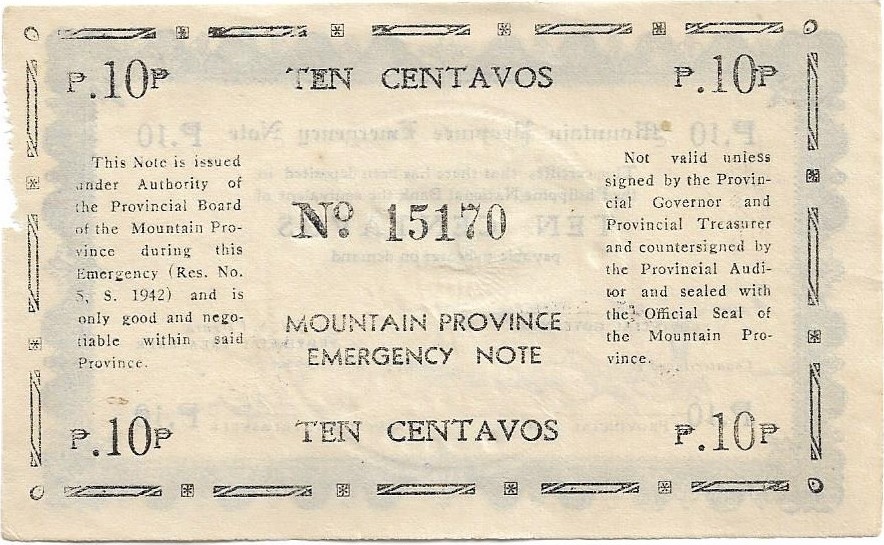 P.10P TEN CENTAVOS P.10P
This Note is issued
under Authority of
the Provincial Board
of the Mountain Pro-
vince during this
Emergency (Res. No.
5, S. 1942) and is
only good and nego-
tiable within said
Province.
Nº 15170
MOUNTAIN PROVINCE
EMERGENCY NOTE
Not valid unless
signed by the Provin-
cial Governor and
Provincial Treasurer
and countersigned by
the Provincial Audi-
tor and sealed with
the Official Seal of
the Mountain Pro-
vince.
P.10P TEN CENTAVOS P.10P